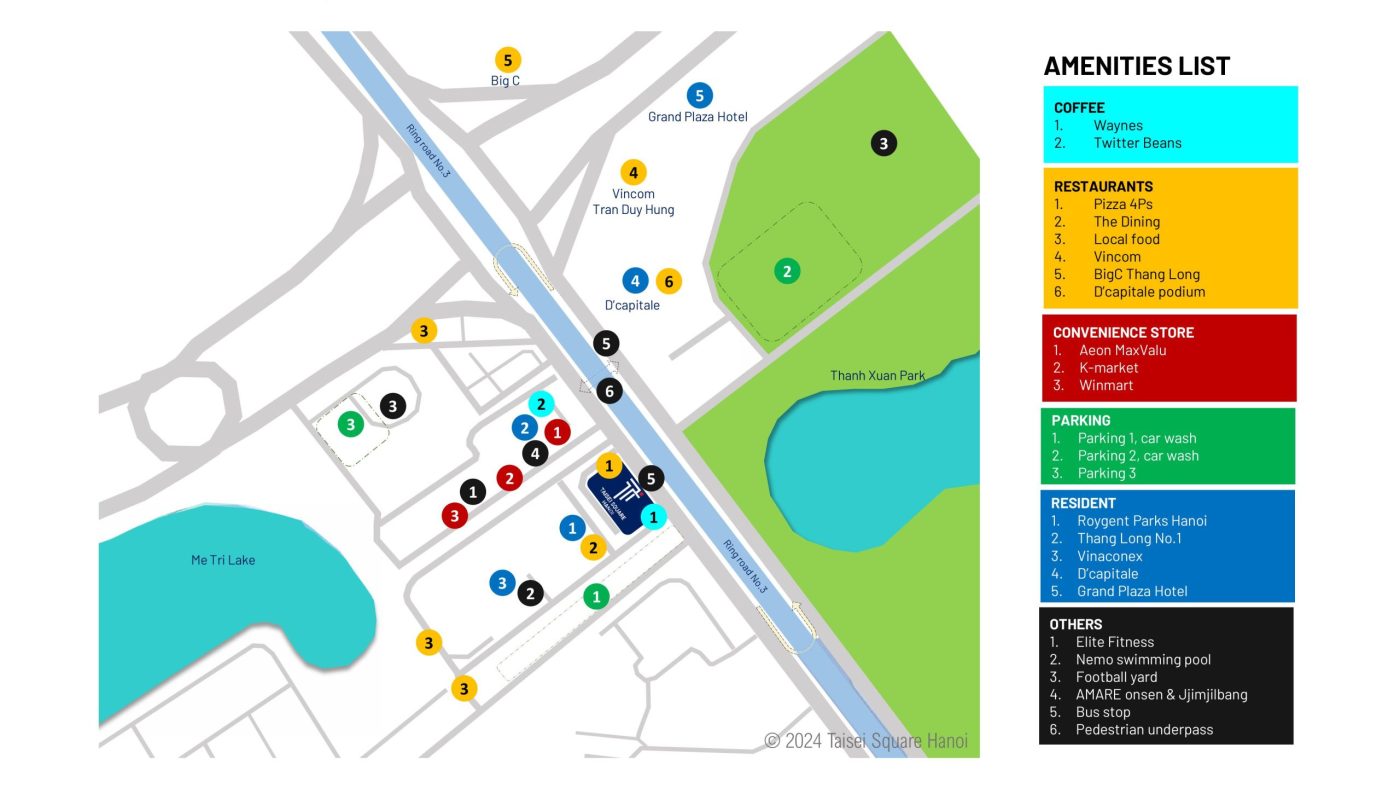 5
Big C
5
Grand Plaza Hotel
3
Ring road No.3
4
Vincom
Tran Duy Hung
2
4
6
D'capitale
3
5
6
Thanh Xuan Park
3
3
2
2
1
4
1
5
2
1
3
TAISEI SQUARE
HANOI
1
1
2
Me Tri Lake
Ring road No.3
3
2
1
3
3
© 2024 Taisei Square Hanoi
AMENITIES LIST
COFFEE
1. Waynes
2. Twitter Beans
RESTAURANTS
1. Pizza 4Ps
2. The Dining
3. Local food
4. Vincom
5. BigC Thang Long
6. D'capitale podium
CONVENIENCE STORE
1. Aeon MaxValu
2. K-market
3. Winmart
PARKING
1. Parking 1, car wash
2. Parking 2, car wash
3. Parking 3
RESIDENT
1. Roygent Parks Hanoi
2. Thang Long No.1
3. Vinaconex
4. D'capitale
5. Grand Plaza Hotel
OTHERS
1. Elite Fitness
2. Nemo swimming pool
3. Football yard
4. AMARE onsen & Jjimjilbang
5. Bus stop
6. Pedestrian underpass